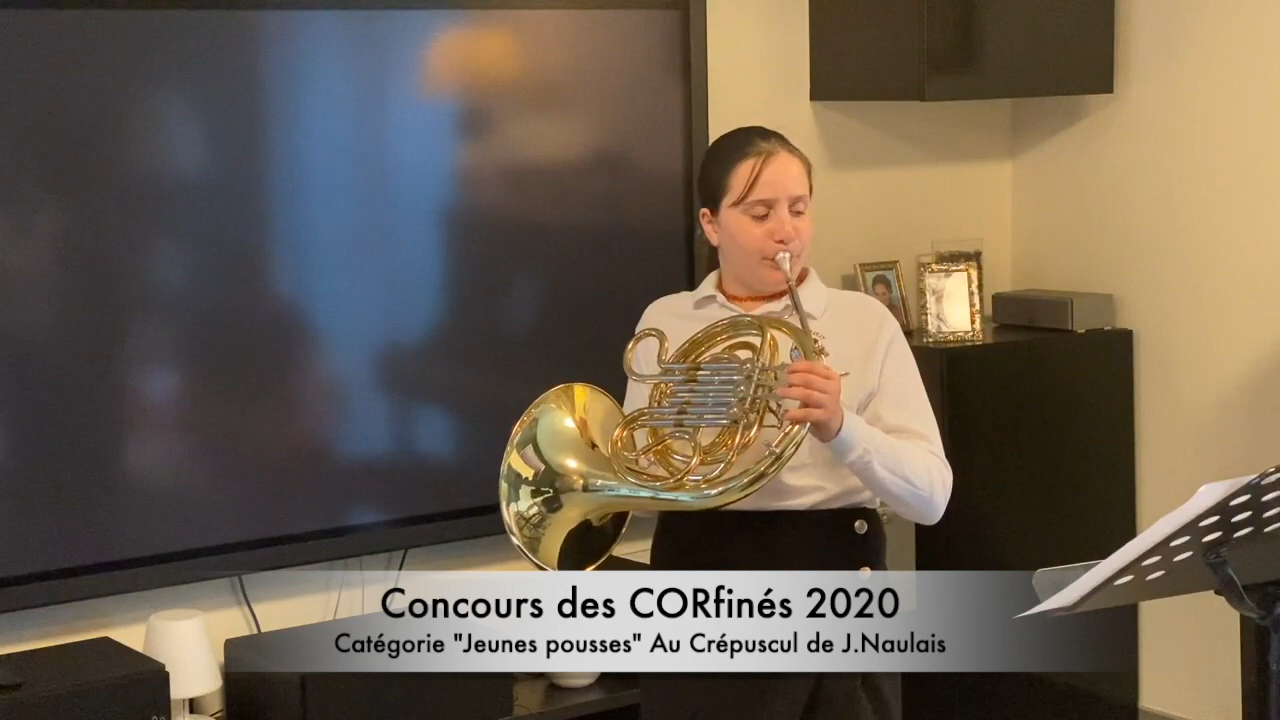 Concours des CORfinés 2020
Catégorie "Jeunes pousses" Au Crépuscul de J.Naulais